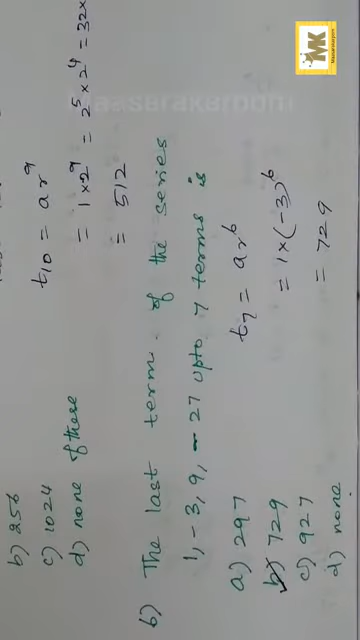 b) 256
c) 1024
d) none of these
t10 = ar^9
= 1 × 2^9 = 2^5 × 2^4 = 32×
= 512
6) The last term of the series
1, -3, 9, -27 upto 7 terms is
a) 297
b) 729
c) 927
d) none
t7 = ar^6
= 1×(-3)^6
= 729
MK